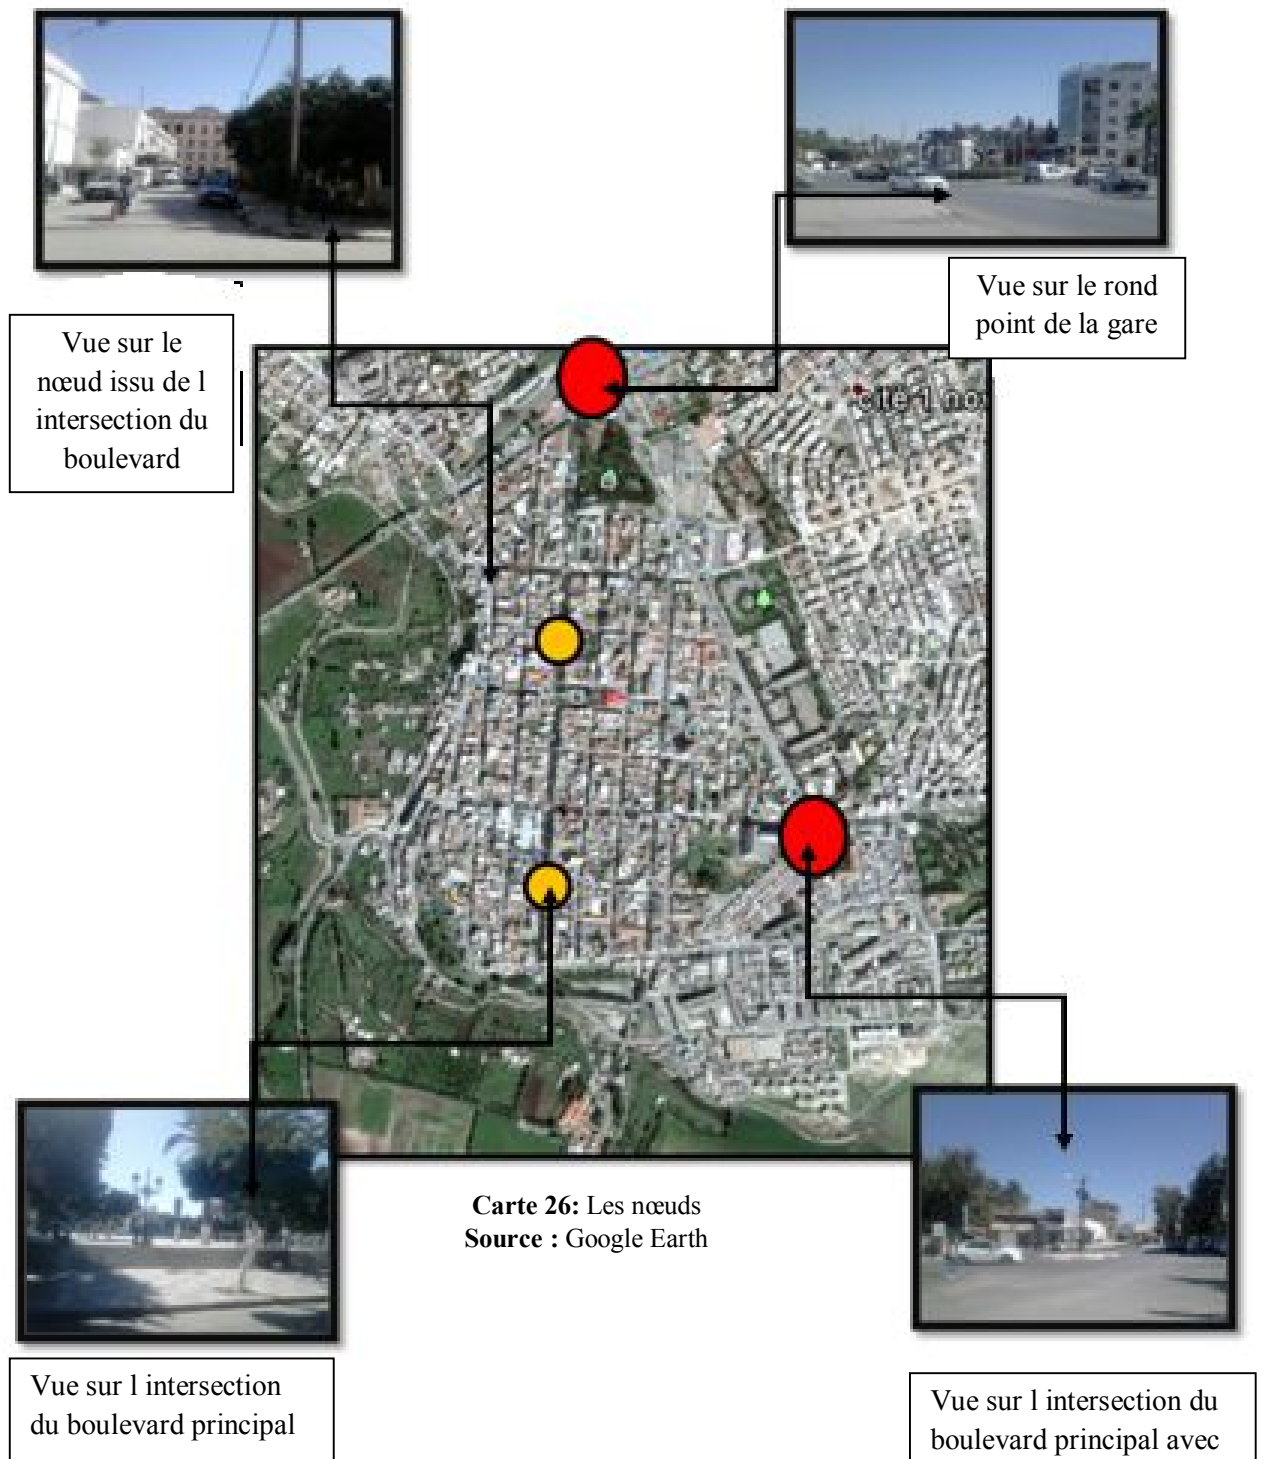 Vue sur le rond
point de la gare
Vue sur le
nœud issu de l
intersection du
boulevard
Carte 26: Les nœuds
Source : Google Earth
Vue sur l intersection
du boulevard principal
Vue sur l intersection du
boulevard principal avec